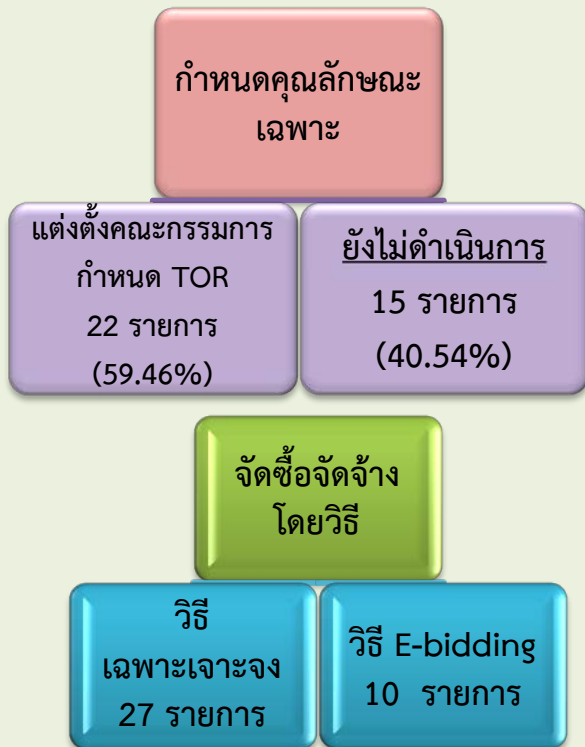 กำหนดคุณลักษณะ
เฉพาะ
แต่งตั้งคณะกรรมการ
กำหนด TOR
22 รายการ
(59.46%)
ยังไม่ดำเนินการ
15 รายการ
(40.54%)
จัดซื้อจัดจ้าง
โดยวิธี
วิธี
เฉพาะเจาะจง
27 รายการ
วิธี E-bidding
10 รายการ